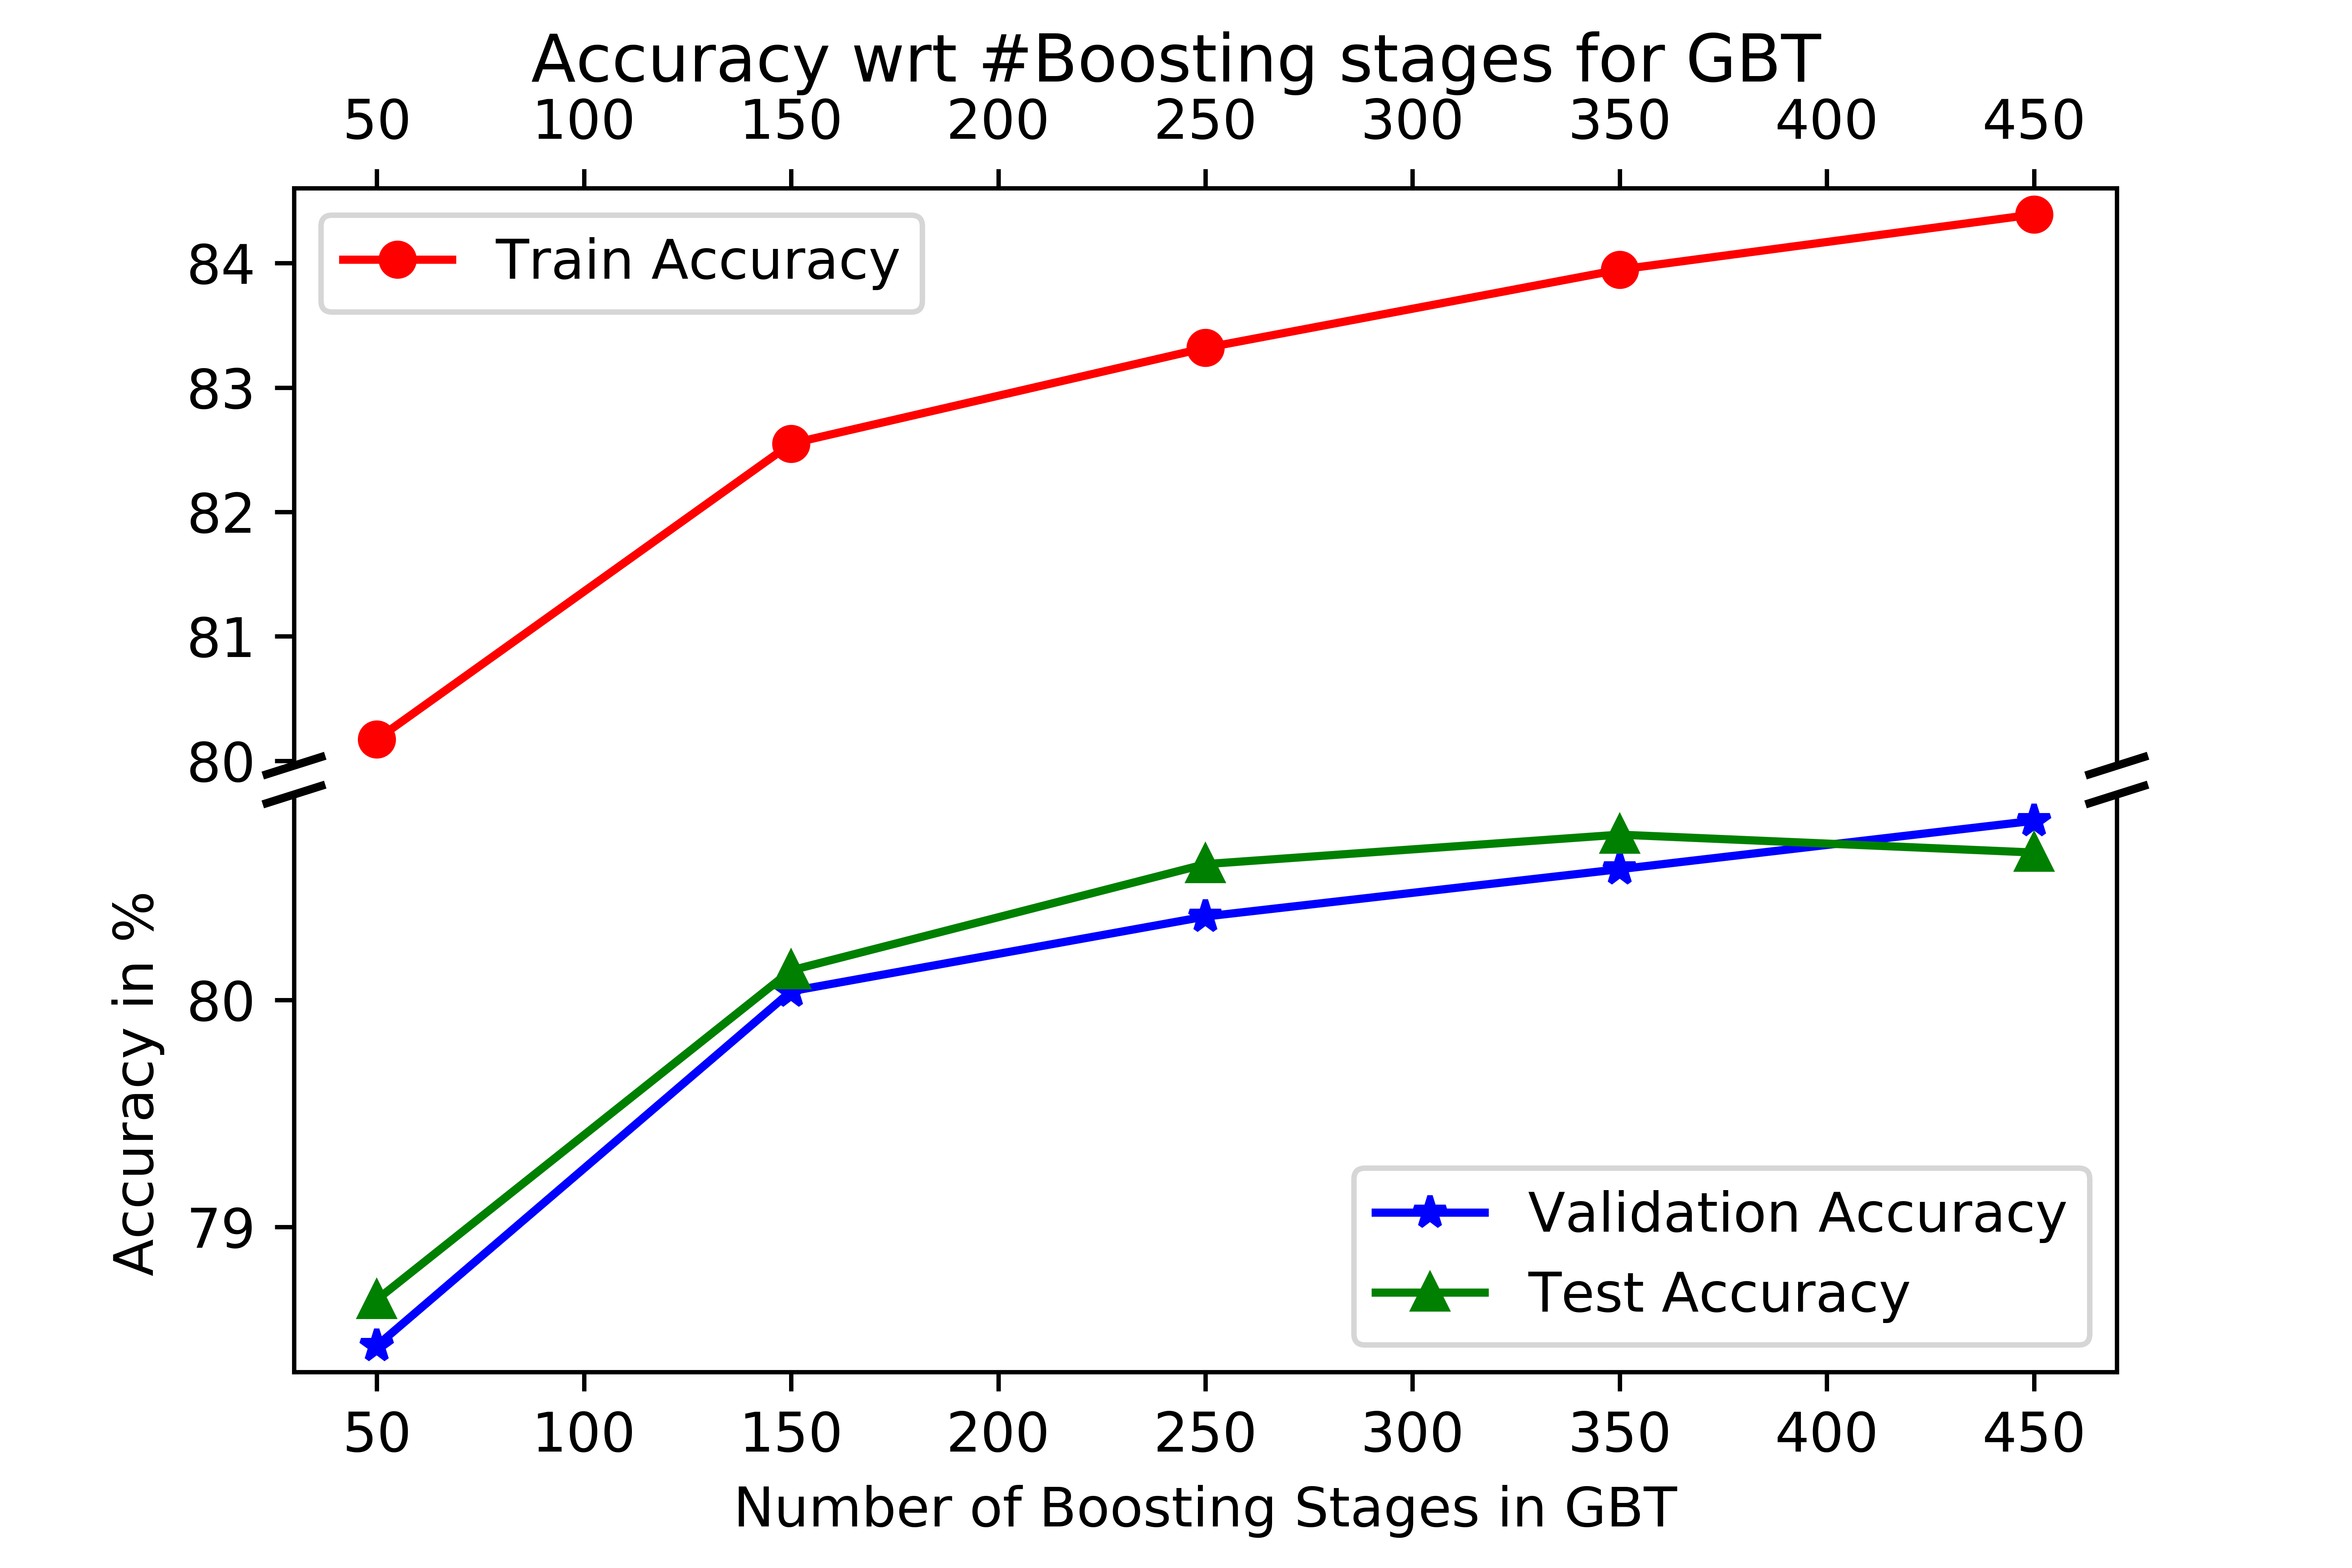 Accuracy wrt #Boosting stages for GBT
50 100 150 200 250 300 350 400 450
84
Train Accuracy
83
82
81
80
Accuracy in %
80
79
Validation Accuracy
Test Accuracy
50 100 150 200 250 300 350 400 450
Number of Boosting Stages in GBT